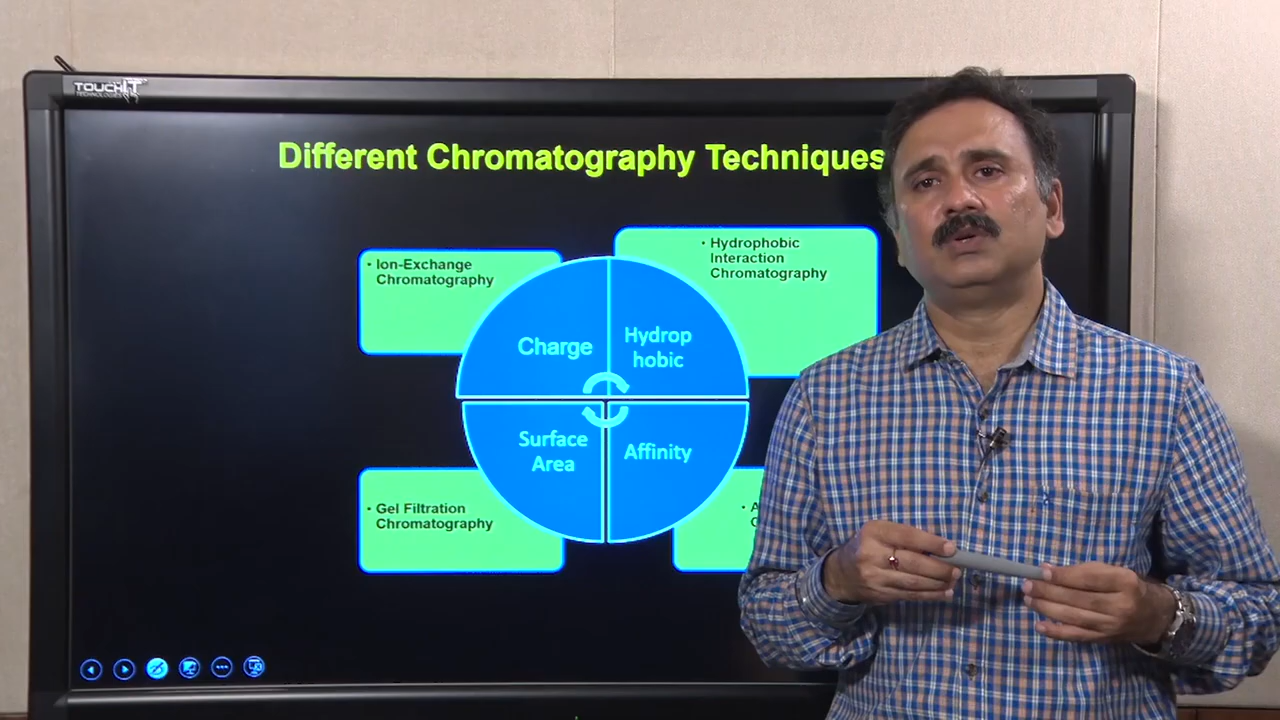 TOUCHIT
TECHNOLOGIES
Different Chromatography Techniques
• Ion-Exchange
Chromatography
• Hydrophobic
Interaction
Chromatography
Charge
Hydrop
hobic
Surface
Area
Affinity
• Gel Filtration
Chromatography